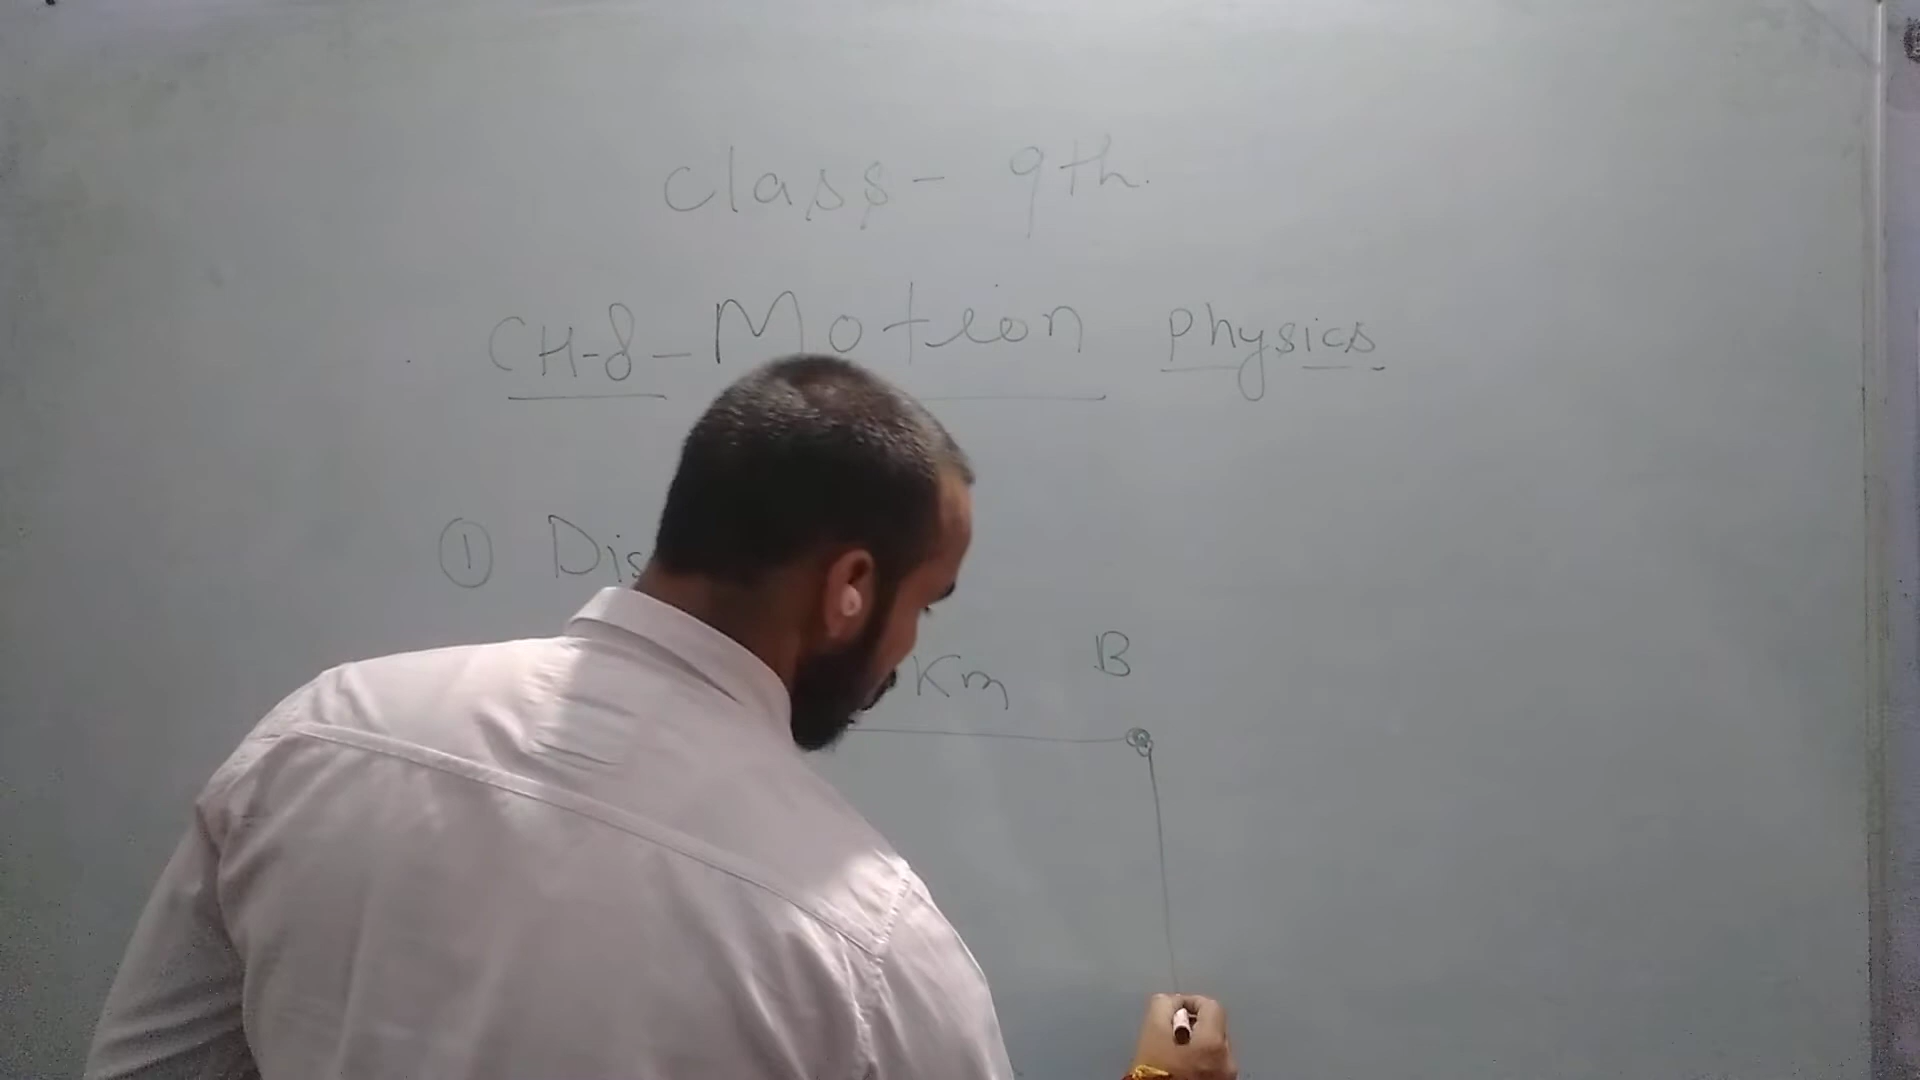 Class - 9th.
CH-8 - Motion Physics
① Dis
Km B